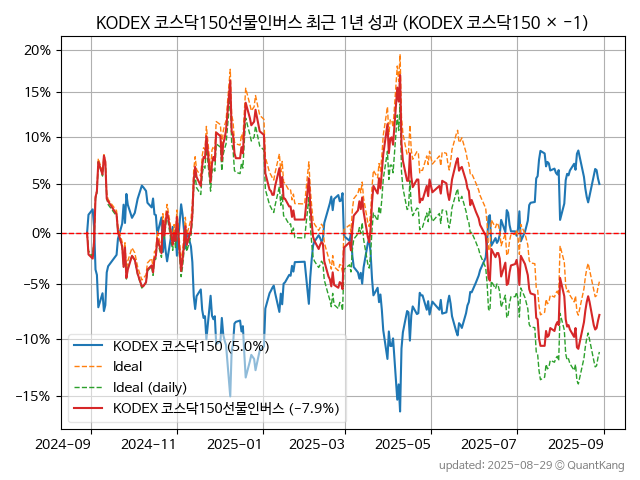 KODEX 코스닥150선물인버스 최근 1년 성과 (KODEX 코스닥150 × −1)
20%
15%
10%
5%
0%
−5%
−10%
−15%
KODEX 코스닥150 (5.0%)
Ideal
Ideal (daily)
KODEX 코스닥150선물인버스 (−7.9%)
2024-09 2024-11 2025-01 2025-03 2025-05 2025-07 2025-09
updated: 2025-08-29 © QuantKang